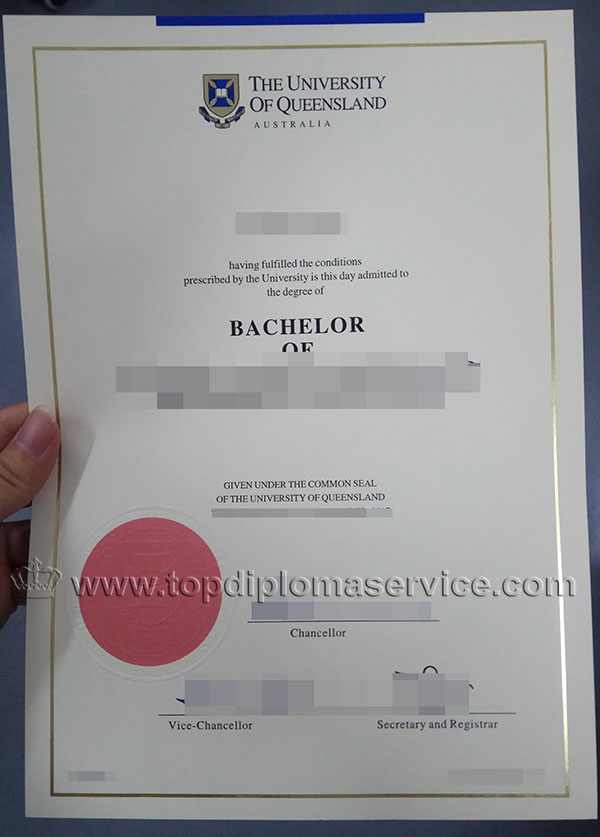 THE UNIVERSITY
OF QUEENSLAND
AUSTRALIA
having fulfilled the conditions
prescribed by the University is this day admitted to
the degree of
BACHELOR
OF
GIVEN UNDER THE COMMON SEAL
OF THE UNIVERSITY OF QUEENSLAND
www.topdiplomaservice.com
Chancellor
Vice-Chancellor Secretary and Registrar